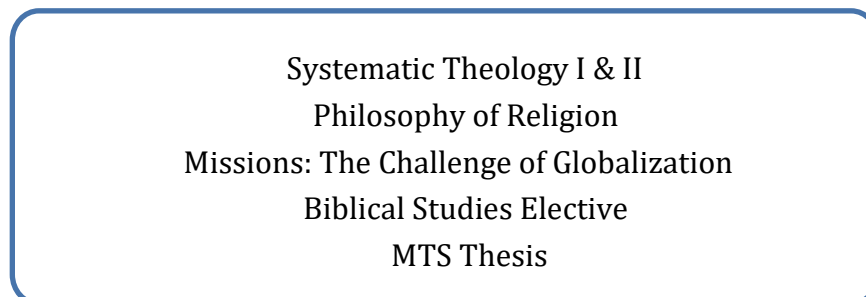 Systematic Theology I & II
Philosophy of Religion
Missions: The Challenge of Globalization
Biblical Studies Elective
MTS Thesis